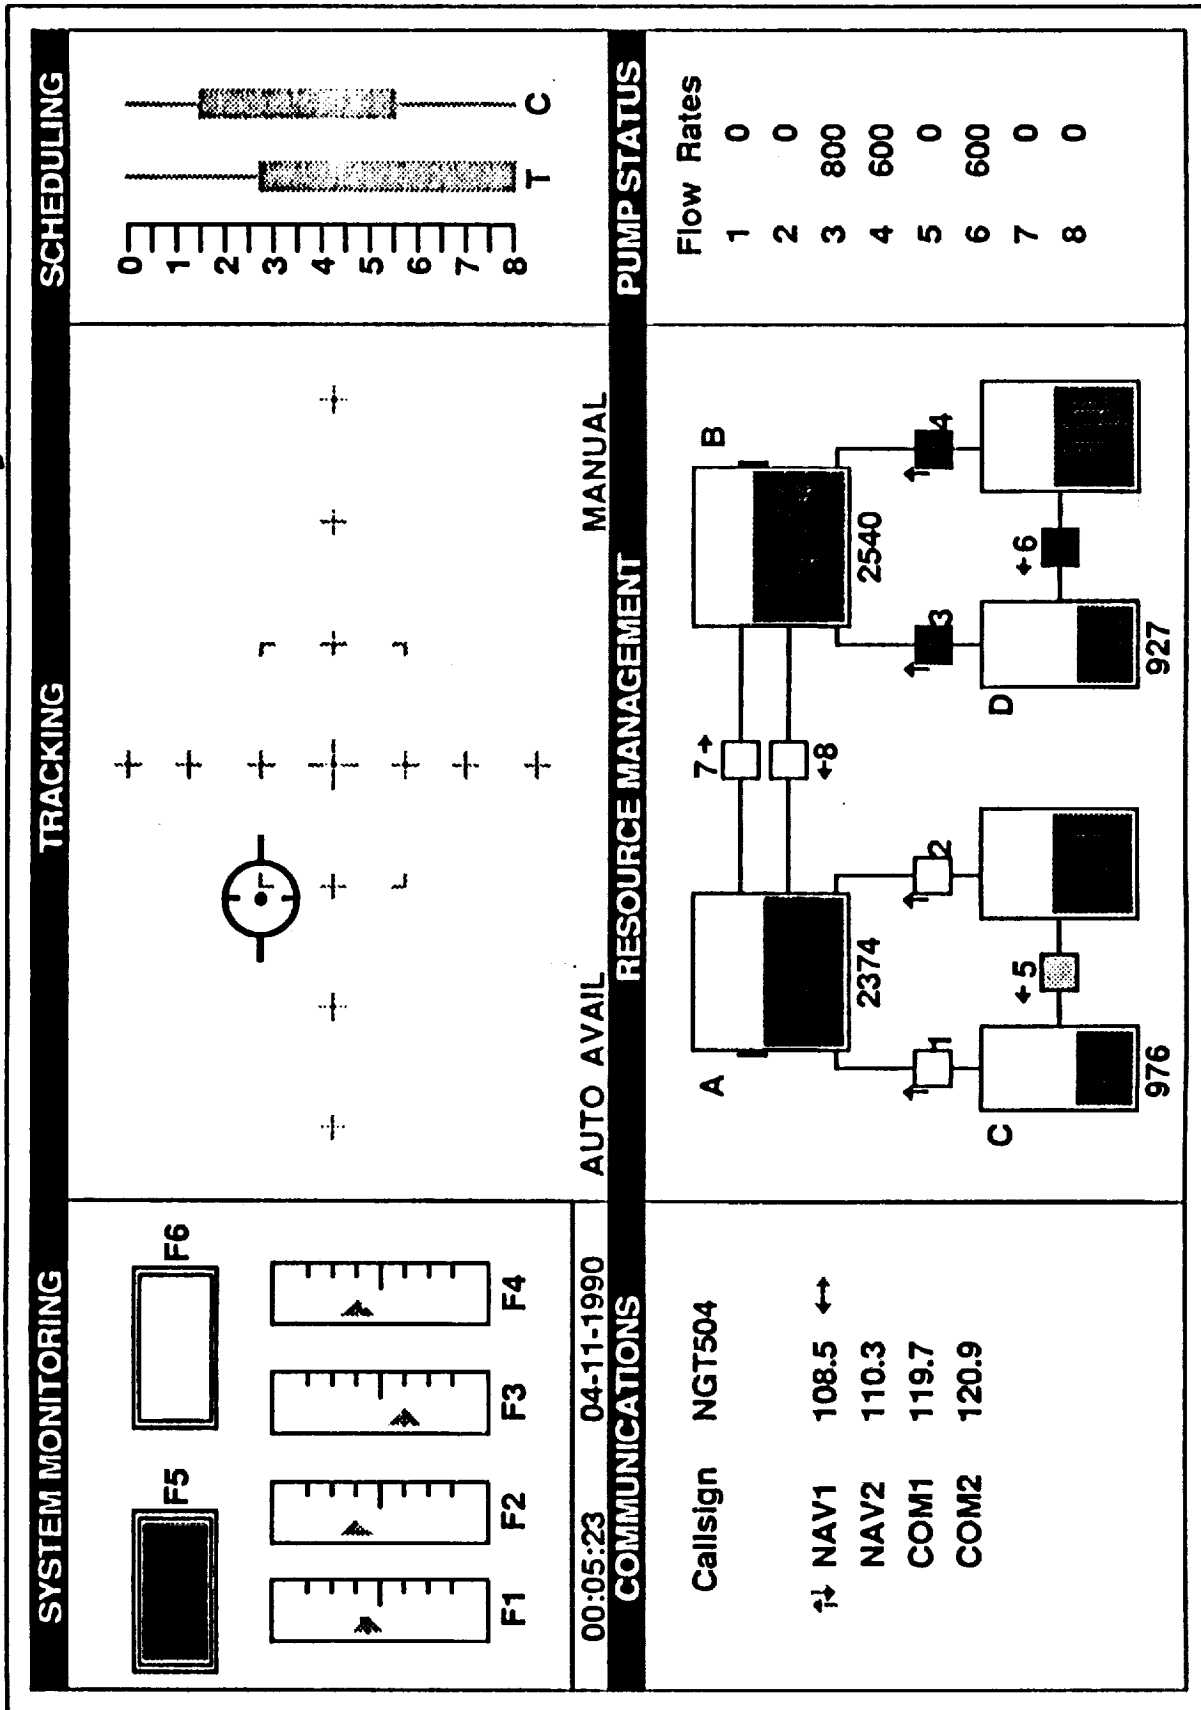 SYSTEM MONITORING
F5
F6
F1
F2
F3
F4
00:05:23
04-11-1990
TRACKING
AUTO AVAIL
MANUAL
SCHEDULING
0
1
2
3
4
5
6
7
8
T
C
COMMUNICATIONS
Callsign NGT504
NAV1 108.5
NAV2 110.3
COM1 119.7
COM2 120.9
RESOURCE MANAGEMENT
A
B
7→
←8
2374
2540
1
2
3
4
C
←5
D
←6
976
927
PUMP STATUS
Flow Rates
1 0
2 0
3 800
4 600
5 0
6 600
7 0
8 0